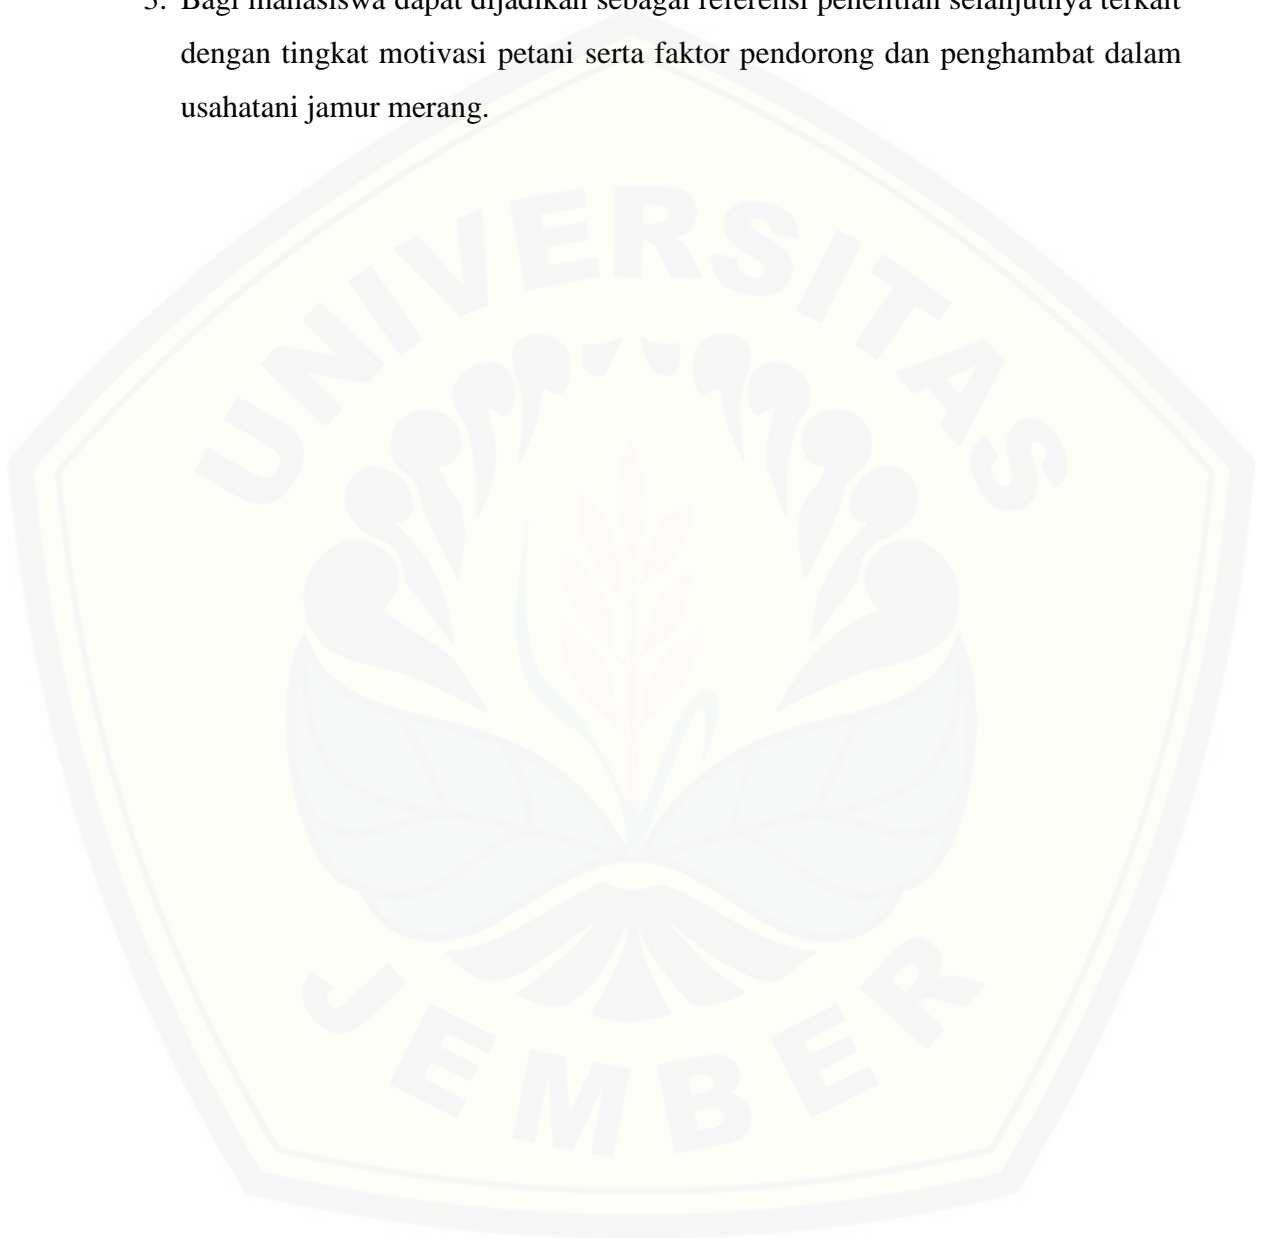 3. Bagi mahasiswa dapat dijadikan sebagai referensi penelitian selanjutnya terkait
dengan tingkat motivasi petani serta faktor pendorong dan penghambat dalam
usahatani jamur merang.
UNIVERSITAS
JEMBER